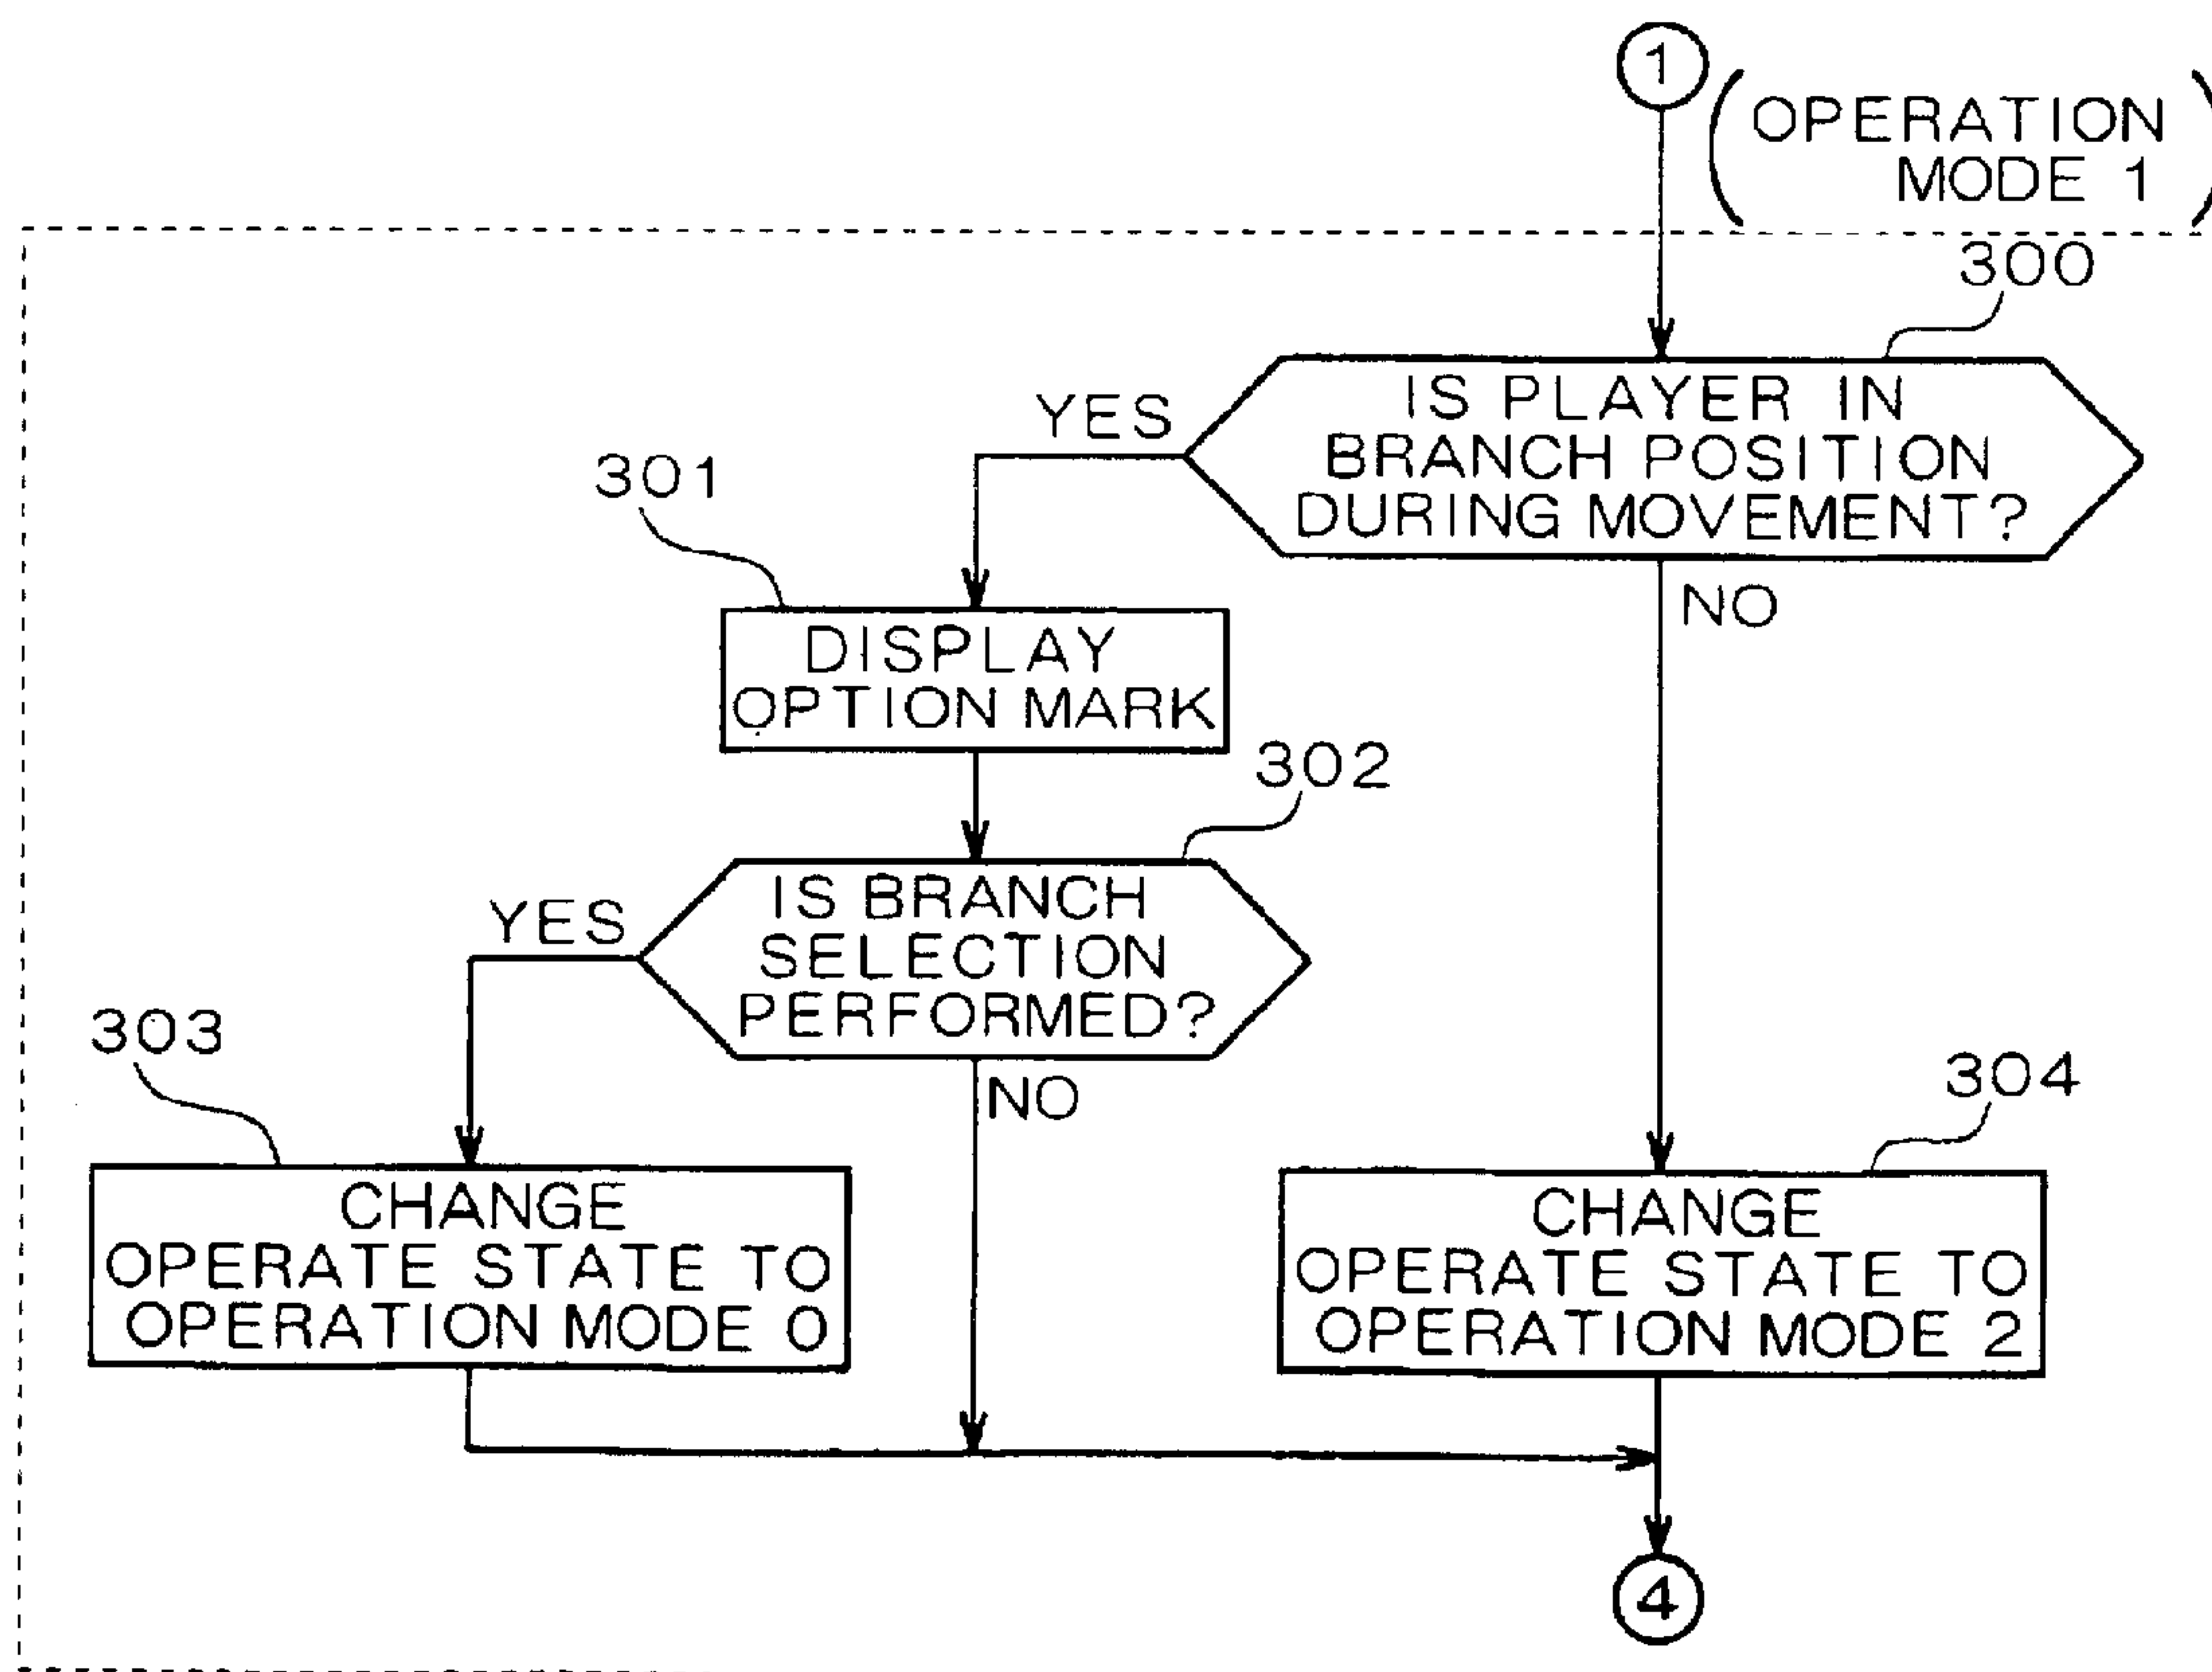 1
( OPERATION
MODE 1 )
300
IS PLAYER IN
BRANCH POSITION
DURING MOVEMENT?
YES
NO
301
DISPLAY
OPTION MARK
302
IS BRANCH
SELECTION
PERFORMED?
YES
NO
303
CHANGE
OPERATE STATE TO
OPERATION MODE 0
304
CHANGE
OPERATE STATE TO
OPERATION MODE 2
4